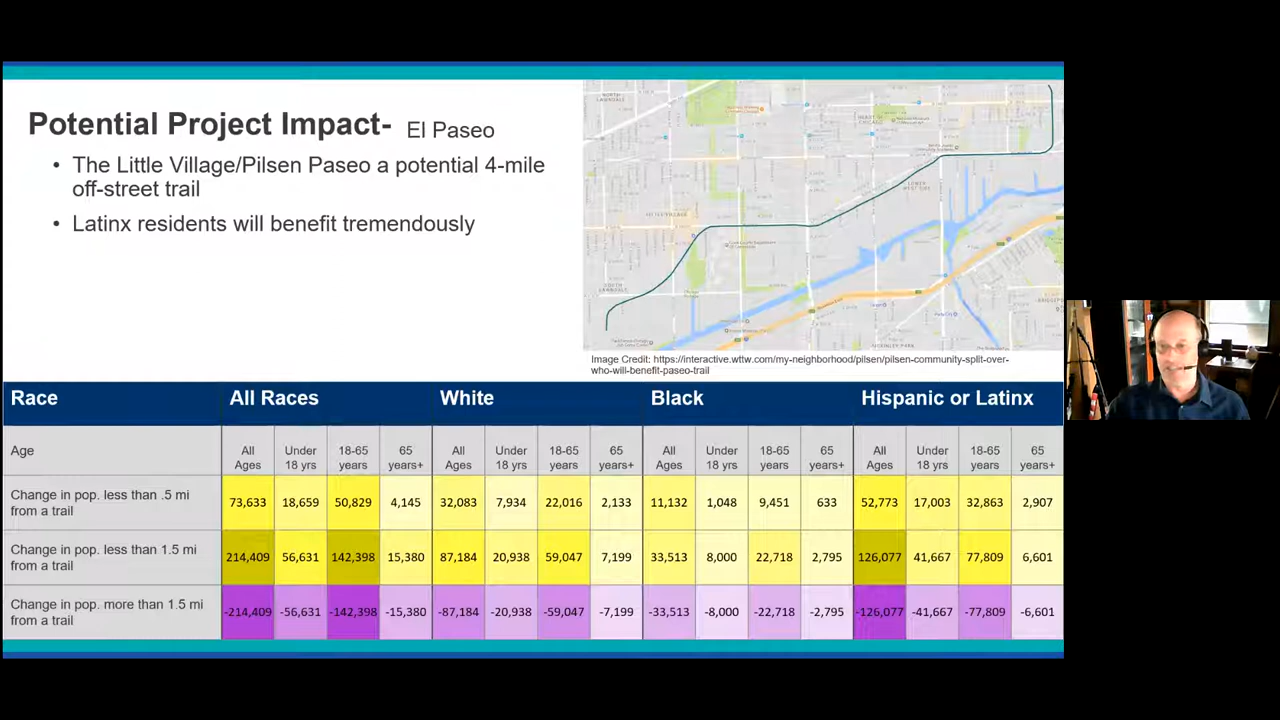 Potential Project Impact- El Paseo
• The Little Village/Pilsen Paseo a potential 4-mile
off-street trail
• Latinx residents will benefit tremendously
Image Credit: https://interactive.wttw.com/my-neighborhood/pilsen/pilsen-community-split-over-
who-will-benefit-paseo-trail
Race All Races White Black Hispanic or Latinx
Age All Ages Under 18 yrs 18-65 years 65 years+ All Ages Under 18 yrs 18-65 years 65 years+ All Ages Under 18 yrs 18-65 years 65 years+ All Ages Under 18 yrs 18-65 years 65 years+
Change in pop. less than .5 mi
from a trail
73,633 18,659 50,829 4,145 32,083 7,934 22,016 2,133 11,132 1,048 9,451 633 52,773 17,003 32,863 2,907
Change in pop. less than 1.5 mi
from a trail
214,409 56,631 142,398 15,380 87,184 20,938 59,047 7,199 33,513 8,000 22,718 2,795 126,077 41,667 77,809 6,601
Change in pop. more than 1.5 mi
from a trail
-214,409 -56,631 -142,398 -15,380 -87,184 -20,938 -59,047 -7,199 -33,513 -8,000 -22,718 -2,795 -126,077 -41,667 -77,809 -6,601